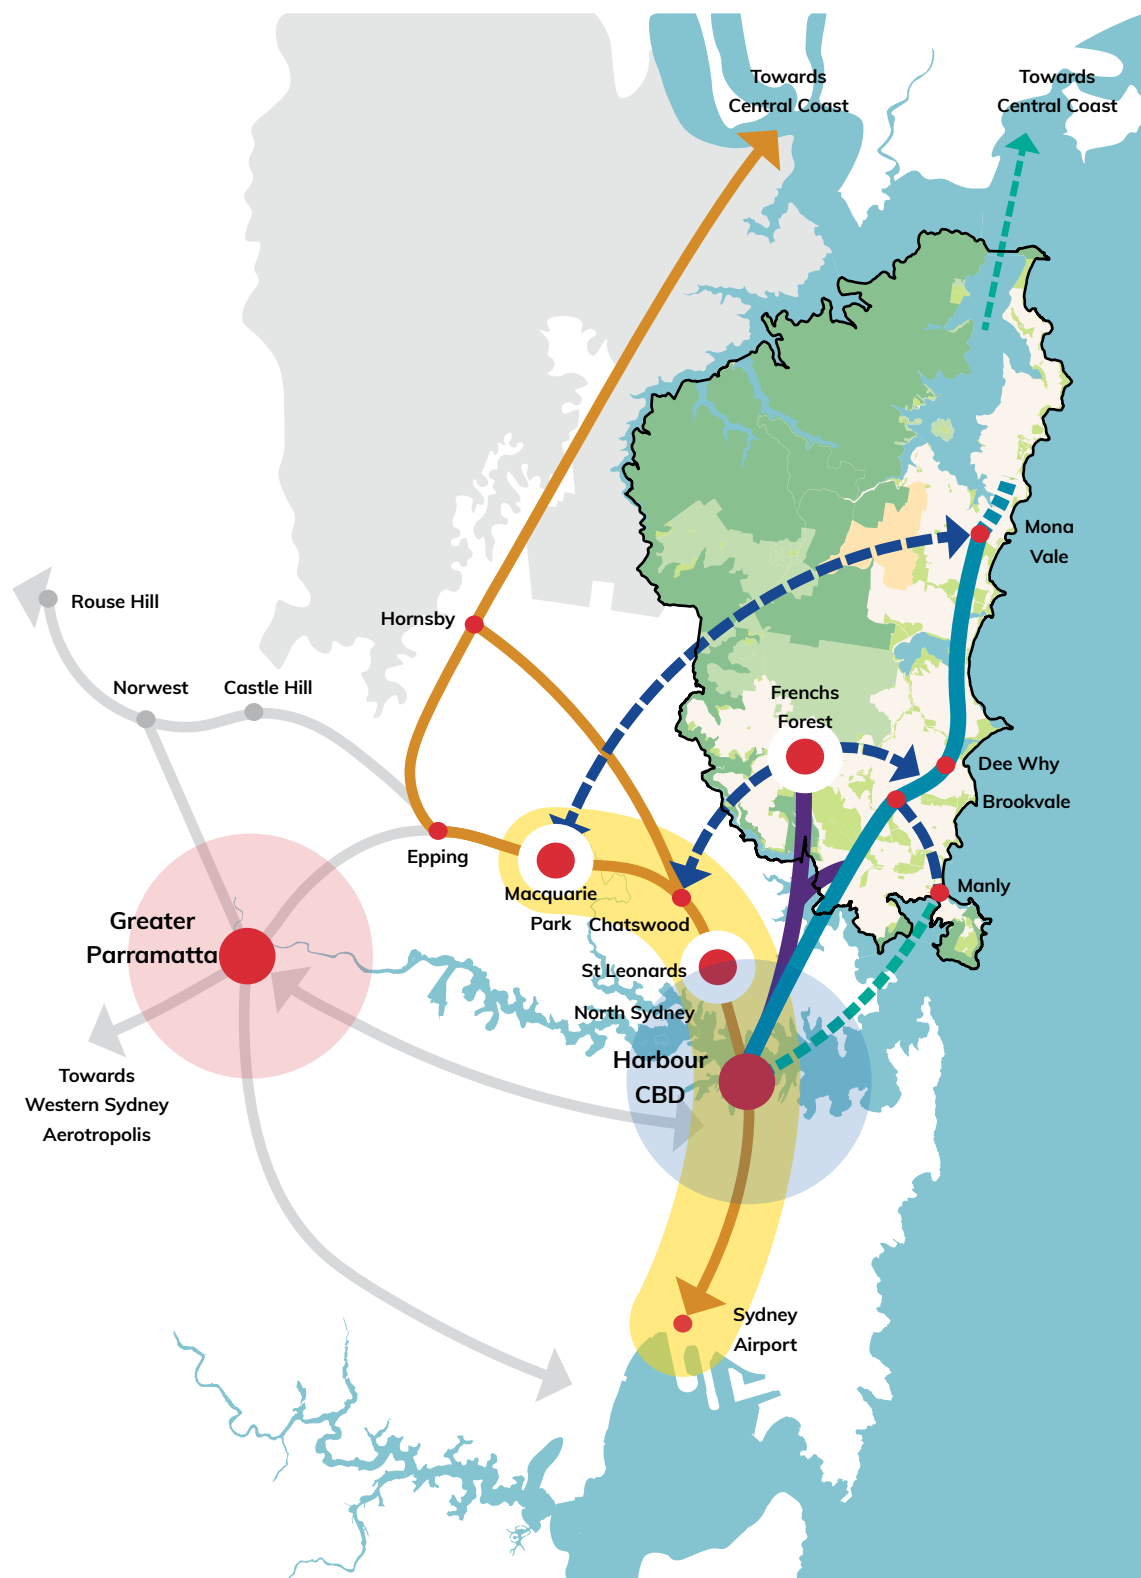 Towards
Central Coast
Towards
Central Coast
Mona
Vale
Rouse Hill
Hornsby
Norwest
Castle Hill
Frenchs
Forest
Dee Why
Brookvale
Epping
Macquarie
Park
Chatswood
Manly
Greater
Parramatta
St Leonards
North Sydney
Harbour
CBD
Towards
Western Sydney
Aerotropolis
Sydney
Airport